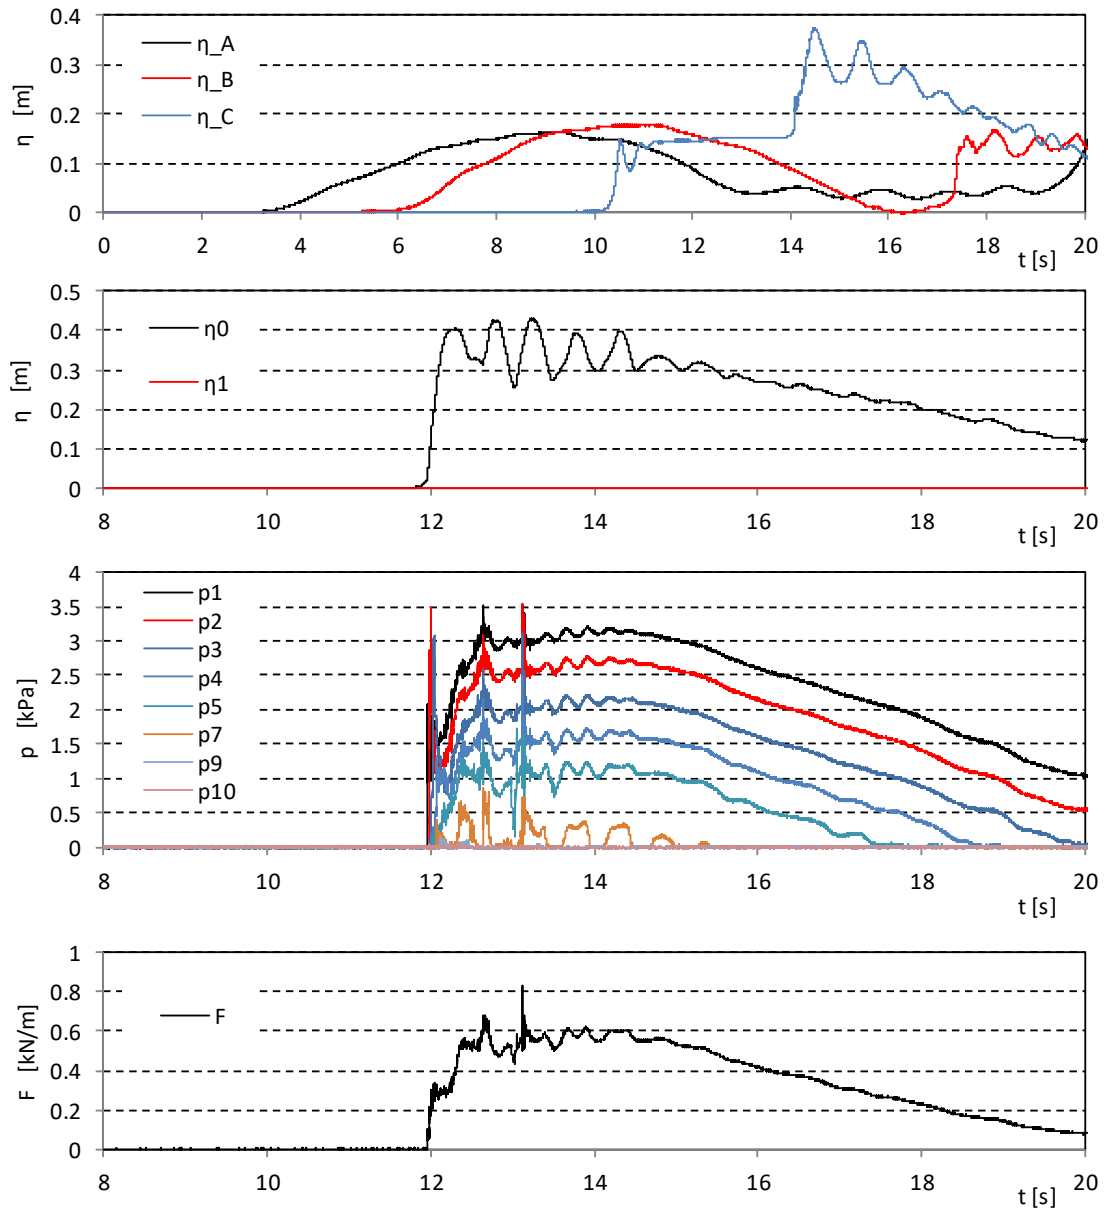 0.4
0.3
0.2
0.1
0
η [m]
η_A
η_B
η_C
0 2 4 6 8 10 12 14 16 18 20
t [s]
0.5
0.4
0.3
0.2
0.1
0
η [m]
η0
η1
8 10 12 14 16 18 20
t [s]
4
3.5
3
2.5
2
1.5
1
0.5
0
p [kPa]
p1
p2
p3
p4
p5
p7
p9
p10
8 10 12 14 16 18 20
t [s]
1
0.8
0.6
0.4
0.2
0
F [kN/m]
F
8 10 12 14 16 18 20
t [s]